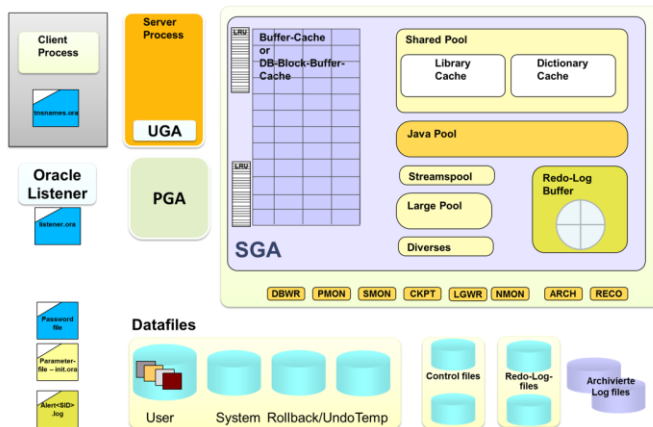 Client
Process
tnsnames.ora
Server
Process
UGA
Oracle
Listener
listener.ora
PGA
LRU
LRU
Buffer-Cache
or
DB-Block-Buffer-
Cache
Shared Pool
Library
Cache
Dictionary
Cache
Java Pool
Streamspool
Large Pool
Diverses
Redo-Log
Buffer
SGA
DBWR PMON SMON CKPT LGWR NMON ARCH RECO
Password
file
Parameter-
file – init.ora
Alert<SID>
.log
Datafiles
User System Rollback/UndoTemp
Control files
Redo-Log-
files
Archivierte
Log files